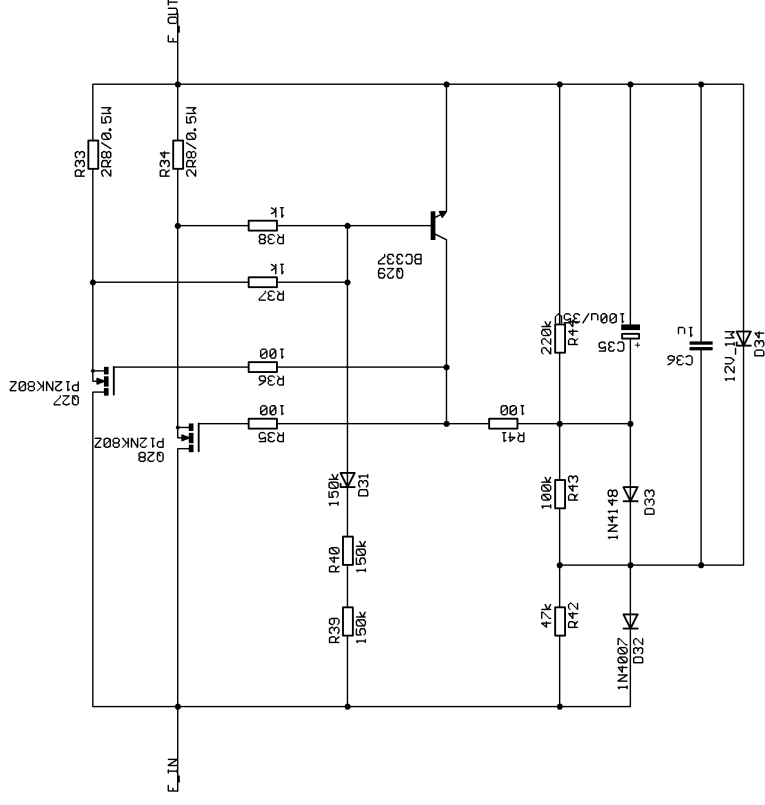 F_OUT
R33
2R8/0.5W
R34
2R8/0.5W
1k
R38
BC337
Q29
1k
R37
100u/35V
C35
+
220k
R44
1u
C36
12V_1W
D34
100
R36
P12NK80Z
Q27
100
R35
100
R41
P12NK80Z
Q28
150k
D31
100k
R43
1N4148
D33
R40
150k
R39
150k
47k
R42
1N4007
D32
F_IN